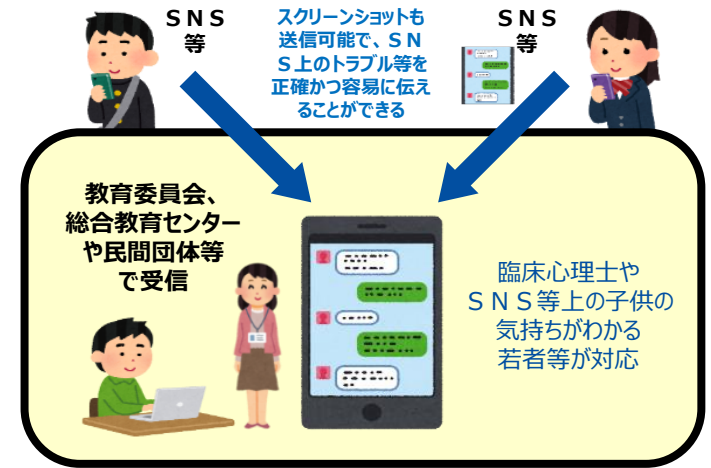 ＳＮＳ
等
スクリーンショットも
送信可能で、ＳＮ
Ｓ上のトラブル等を
正確かつ容易に伝え
ることができる
ＳＮＳ
等
教育委員会、
総合教育センター
や民間団体等
で受信
臨床心理士や
ＳＮＳ等上の子供の
気持ちがわかる
若者等が対応